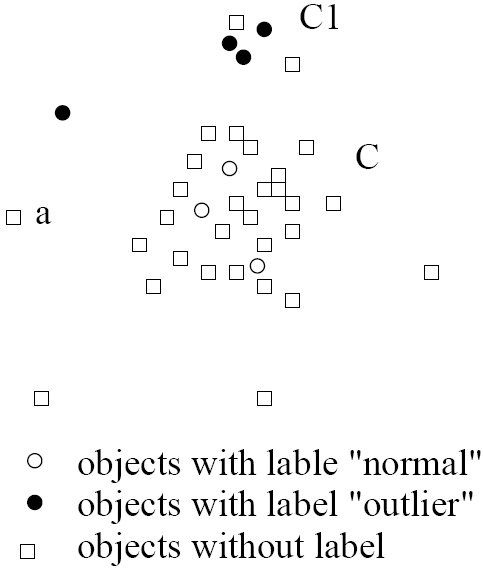 C1
C
a
objects with lable "normal"
objects with label "outlier"
objects without label